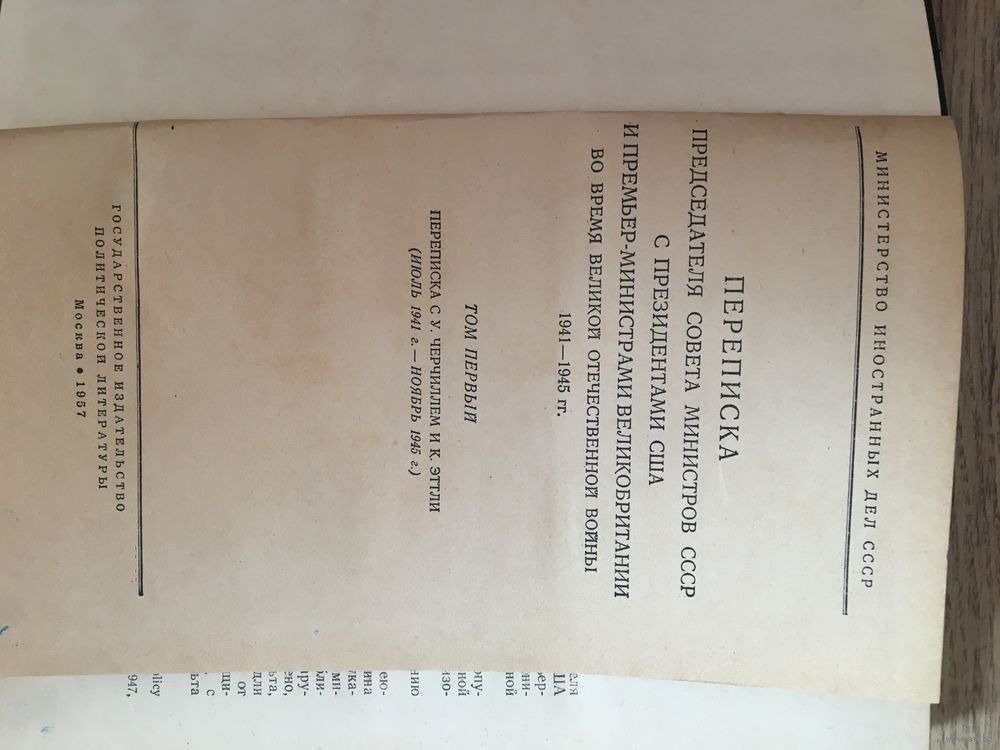 МИНИСТЕРСТВО ИНОСТРАННЫХ ДЕЛ СССР
ПЕРЕПИСКА
ПРЕДСЕДАТЕЛЯ СОВЕТА МИНИСТРОВ СССР
С ПРЕЗИДЕНТАМИ США
И ПРЕМЬЕР-МИНИСТРАМИ ВЕЛИКОБРИТАНИИ
ВО ВРЕМЯ ВЕЛИКОЙ ОТЕЧЕСТВЕННОЙ ВОЙНЫ
1941—1945 гг.
ТОМ ПЕРВЫЙ
ПЕРЕПИСКА С У. ЧЕРЧИЛЛЕМ И К. ЭТТЛИ
(ИЮЛЬ 1941 г. — НОЯБРЬ 1945 г.)
ГОСУДАРСТВЕННОЕ ИЗДАТЕЛЬСТВО
ПОЛИТИЧЕСКОЙ ЛИТЕРАТУРЫ
Москва ● 1957